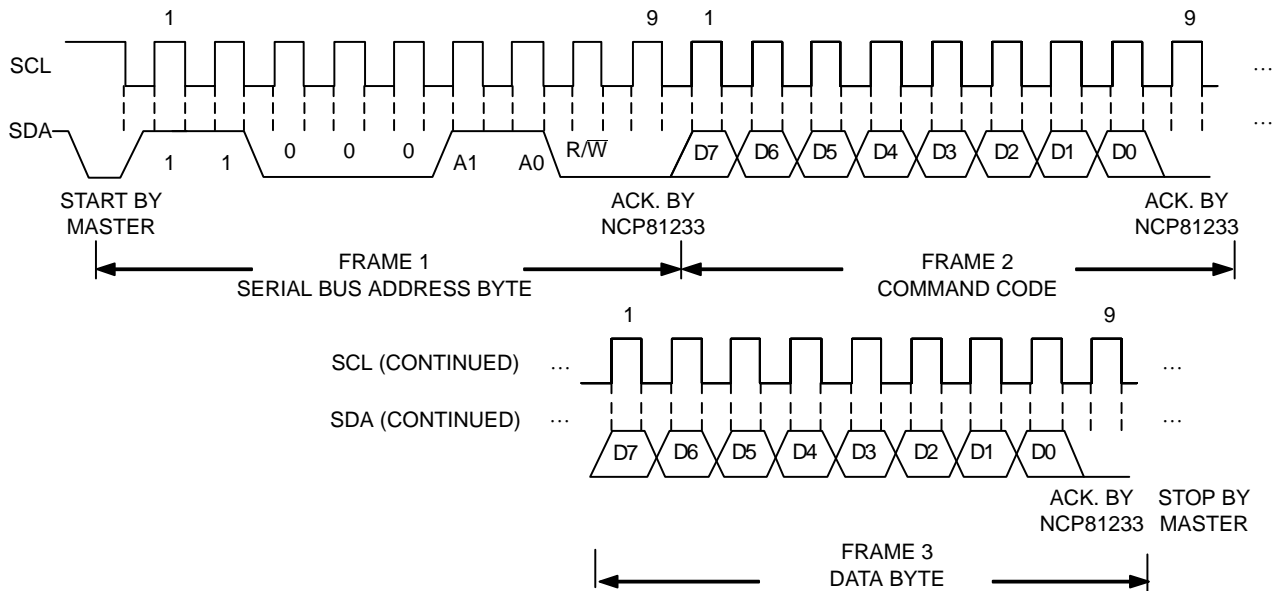 1 9 1 9
SCL ...
SDA ...
1 1 0 0 0 A1 A0 R/W̅ D7 D6 D5 D4 D3 D2 D1 D0
START BY MASTER
ACK. BY NCP81233
ACK. BY NCP81233
FRAME 1
SERIAL BUS ADDRESS BYTE
FRAME 2
COMMAND CODE
1 9
SCL (CONTINUED) ... ...
SDA (CONTINUED) ... ...
D7 D6 D5 D4 D3 D2 D1 D0
ACK. BY NCP81233
STOP BY MASTER
FRAME 3
DATA BYTE